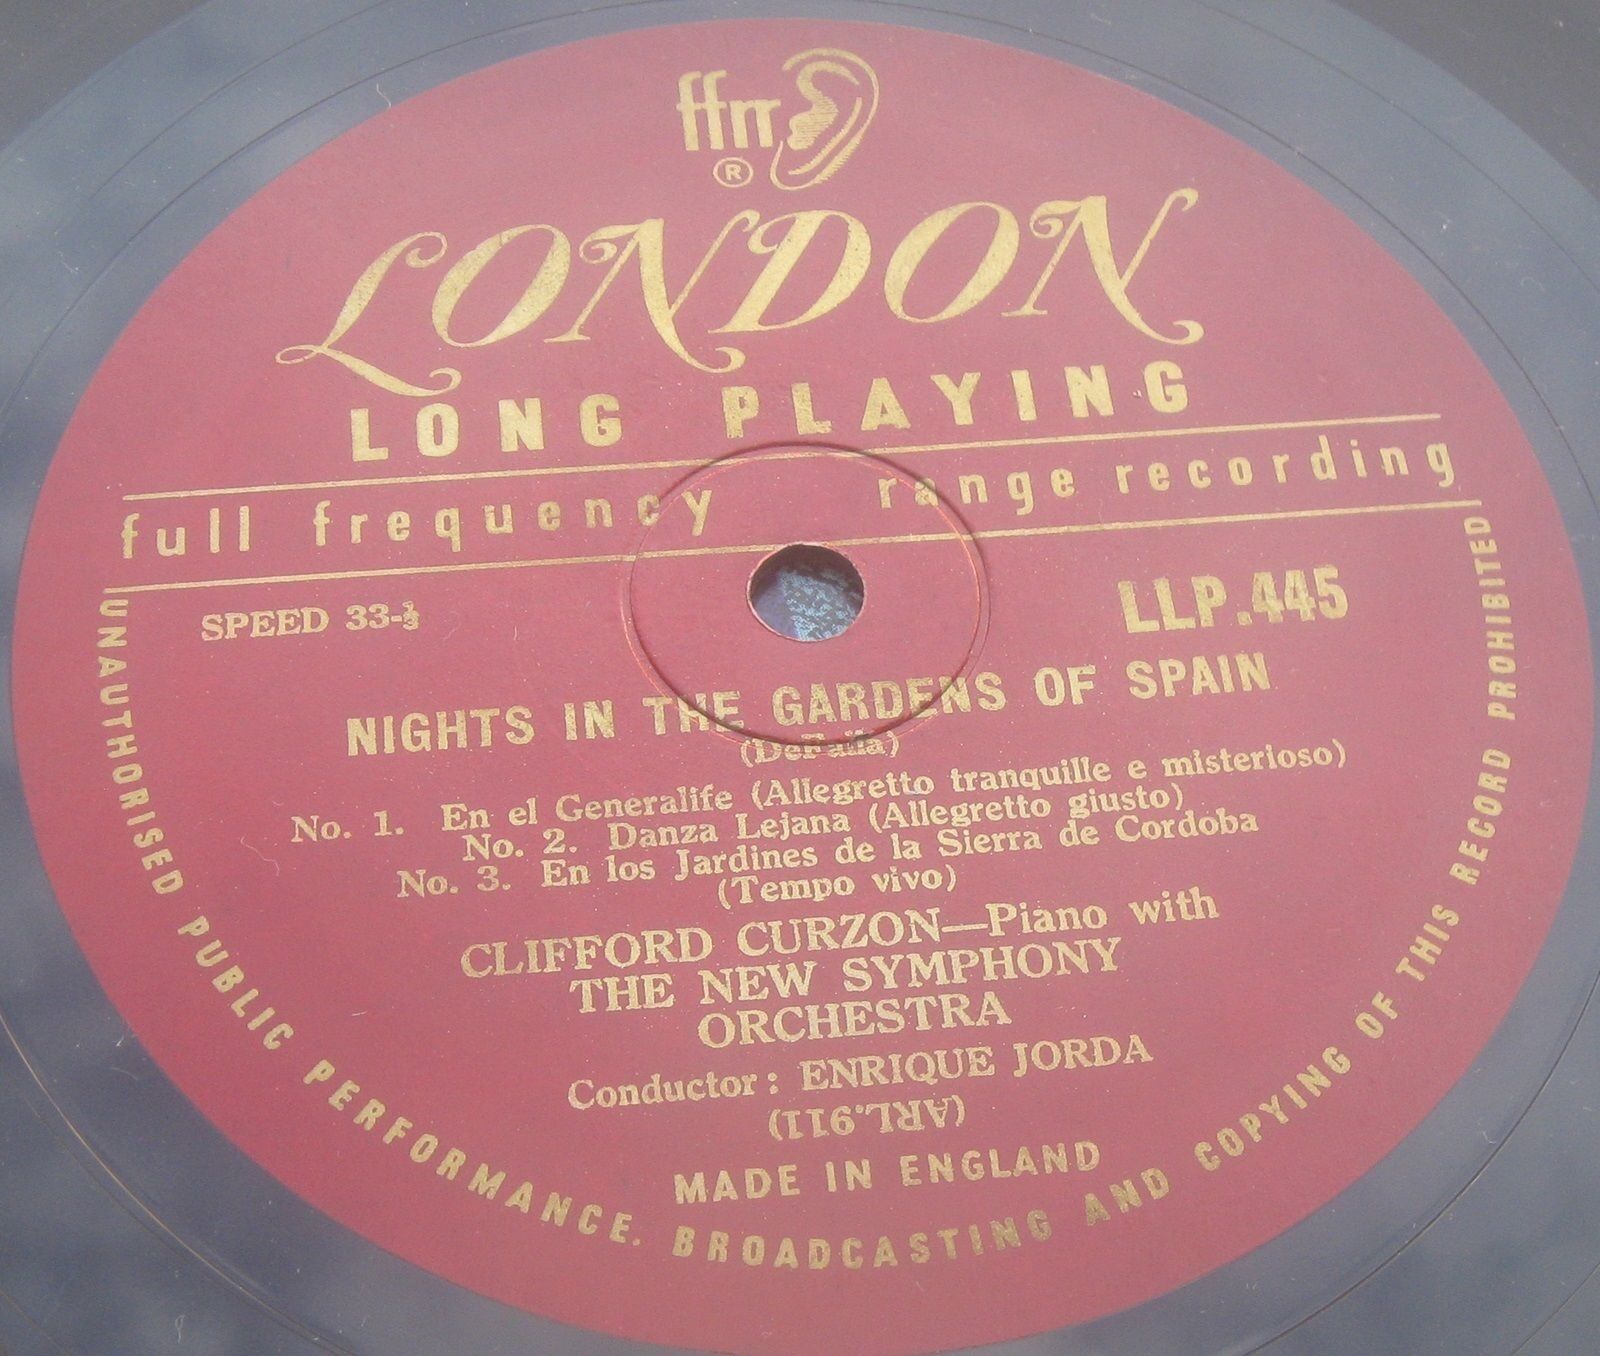 ffrr
®
LONDON
LONG PLAYING
full frequency range recording
SPEED 33-⅓
LLP.445
NIGHTS IN THE GARDENS OF SPAIN
(DeFalla)
No. 1. En el Generalife (Allegretto tranquille e misterioso)
No. 2. Danza Lejana (Allegretto giusto)
No. 3. En los Jardines de la Sierra de Cordoba
(Tempo vivo)
CLIFFORD CURZON—Piano with
THE NEW SYMPHONY
ORCHESTRA
Conductor: ENRIQUE JORDA
(ARL.911)
MADE IN ENGLAND
UNAUTHORISED PUBLIC PERFORMANCE. BROADCASTING AND COPYING OF THIS RECORD PROHIBITED